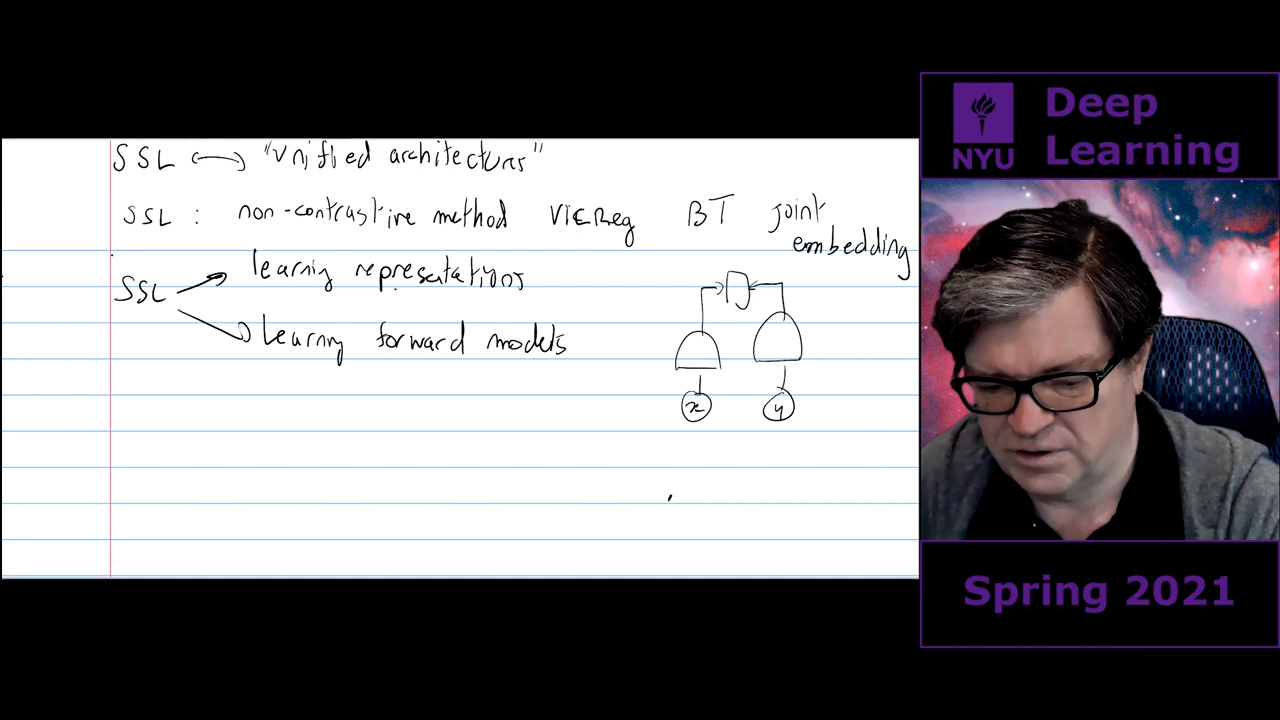 SSL ↔ "Unified architectures"
SSL : non-contrastive method VICReg BT joint embedding
SSL → learning representations
→ Learning forward models
x y
NYU
Deep Learning
Spring 2021